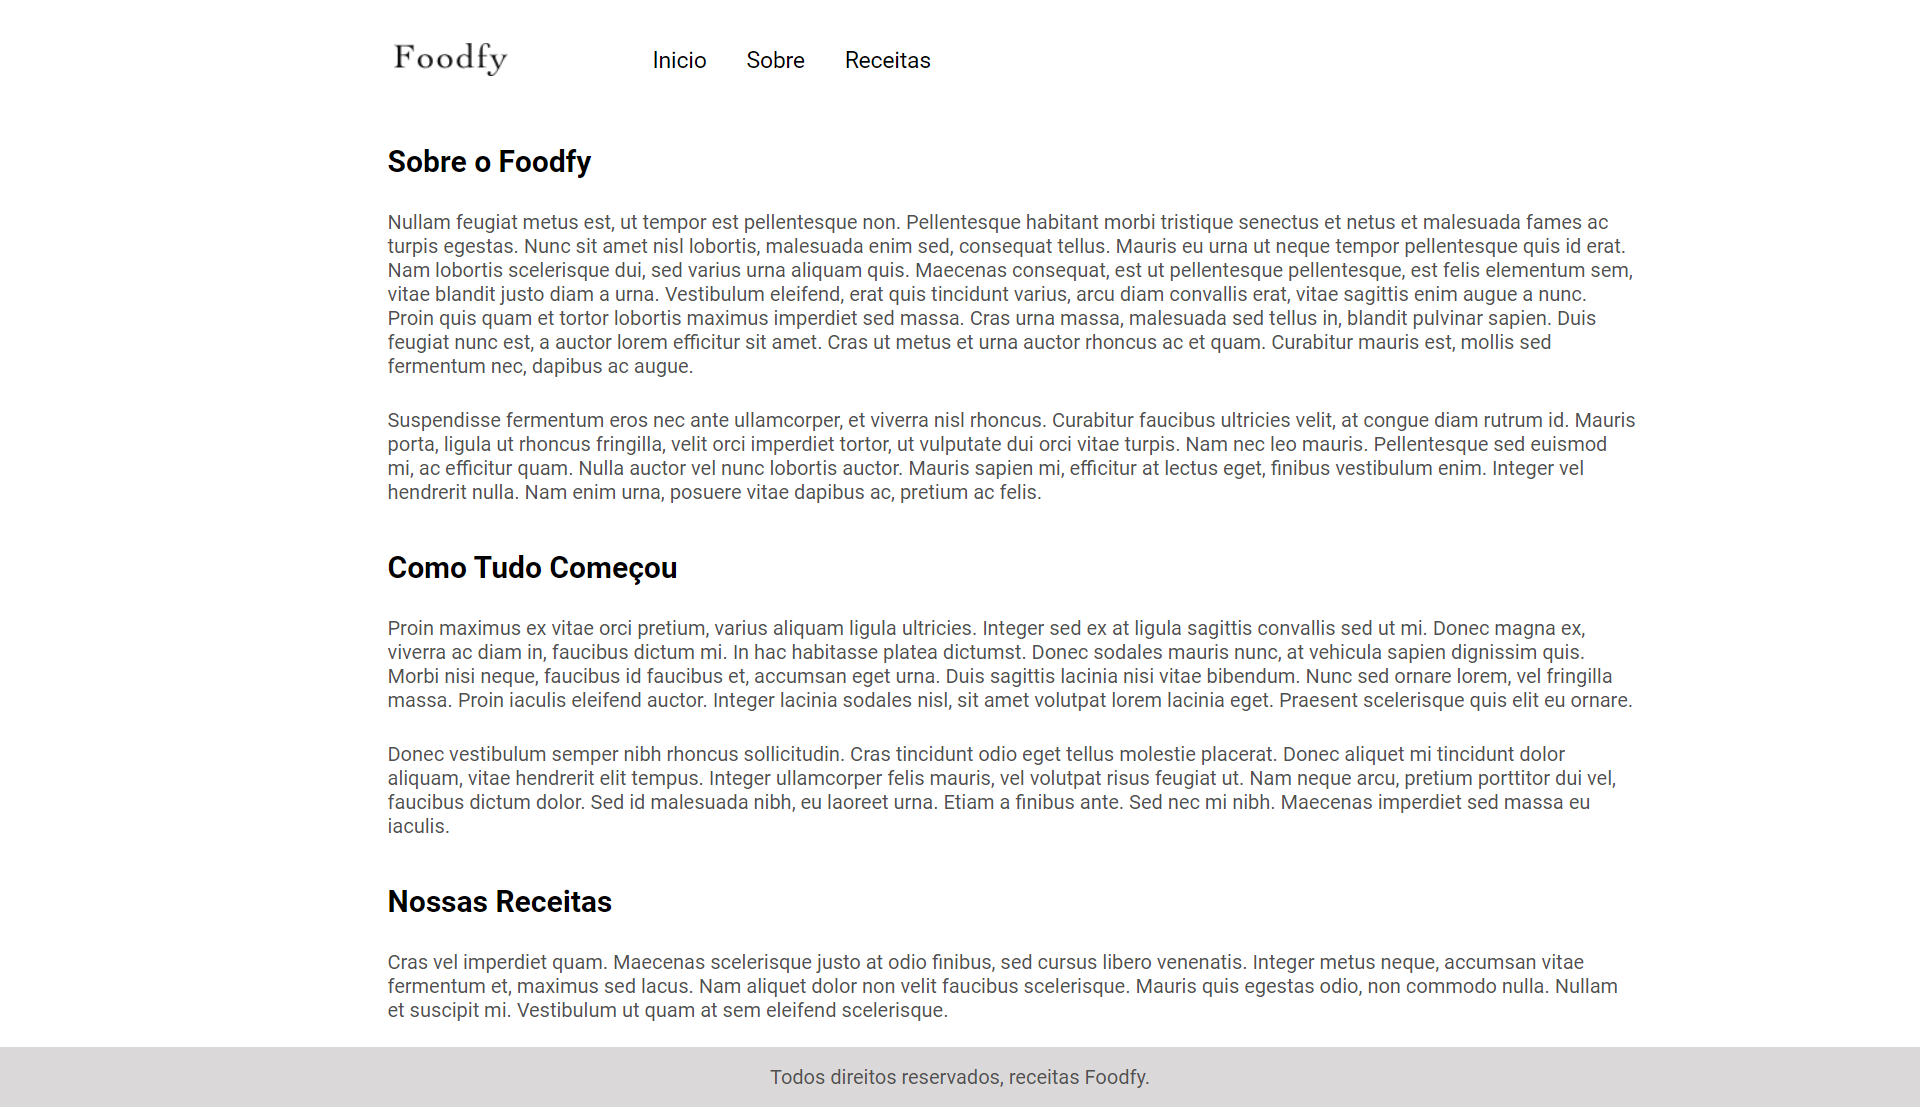 Foodfy
Inicio Sobre Receitas
Sobre o Foodfy
Nullam feugiat metus est, ut tempor est pellentesque non. Pellentesque habitant morbi tristique senectus et netus et malesuada fames ac
turpis egestas. Nunc sit amet nisl lobortis, malesuada enim sed, consequat tellus. Mauris eu urna ut neque tempor pellentesque quis id erat.
Nam lobortis scelerisque dui, sed varius urna aliquam quis. Maecenas consequat, est ut pellentesque pellentesque, est felis elementum sem,
vitae blandit justo diam a urna. Vestibulum eleifend, erat quis tincidunt varius, arcu diam convallis erat, vitae sagittis enim augue a nunc.
Proin quis quam et tortor lobortis maximus imperdiet sed massa. Cras urna massa, malesuada sed tellus in, blandit pulvinar sapien. Duis
feugiat nunc est, a auctor lorem efficitur sit amet. Cras ut metus et urna auctor rhoncus ac et quam. Curabitur mauris est, mollis sed
fermentum nec, dapibus ac augue.
Suspendisse fermentum eros nec ante ullamcorper, et viverra nisl rhoncus. Curabitur faucibus ultricies velit, at congue diam rutrum id. Mauris
porta, ligula ut rhoncus fringilla, velit orci imperdiet tortor, ut vulputate dui orci vitae turpis. Nam nec leo mauris. Pellentesque sed euismod
mi, ac efficitur quam. Nulla auctor vel nunc lobortis auctor. Mauris sapien mi, efficitur at lectus eget, finibus vestibulum enim. Integer vel
hendrerit nulla. Nam enim urna, posuere vitae dapibus ac, pretium ac felis.
Como Tudo Começou
Proin maximus ex vitae orci pretium, varius aliquam ligula ultricies. Integer sed ex at ligula sagittis convallis sed ut mi. Donec magna ex,
viverra ac diam in, faucibus dictum mi. In hac habitasse platea dictumst. Donec sodales mauris nunc, at vehicula sapien dignissim quis.
Morbi nisi neque, faucibus id faucibus et, accumsan eget urna. Duis sagittis lacinia nisi vitae bibendum. Nunc sed ornare lorem, vel fringilla
massa. Proin iaculis eleifend auctor. Integer lacinia sodales nisl, sit amet volutpat lorem lacinia eget. Praesent scelerisque quis elit eu ornare.
Donec vestibulum semper nibh rhoncus sollicitudin. Cras tincidunt odio eget tellus molestie placerat. Donec aliquet mi tincidunt dolor
aliquam, vitae hendrerit elit tempus. Integer ullamcorper felis mauris, vel volutpat risus feugiat ut. Nam neque arcu, pretium porttitor dui vel,
faucibus dictum dolor. Sed id malesuada nibh, eu laoreet urna. Etiam a finibus ante. Sed nec mi nibh. Maecenas imperdiet sed massa eu
iaculis.
Nossas Receitas
Cras vel imperdiet quam. Maecenas scelerisque justo at odio finibus, sed cursus libero venenatis. Integer metus neque, accumsan vitae
fermentum et, maximus sed lacus. Nam aliquet dolor non velit faucibus scelerisque. Mauris quis egestas odio, non commodo nulla. Nullam
et suscipit mi. Vestibulum ut quam at sem eleifend scelerisque.
Todos direitos reservados, receitas Foodfy.